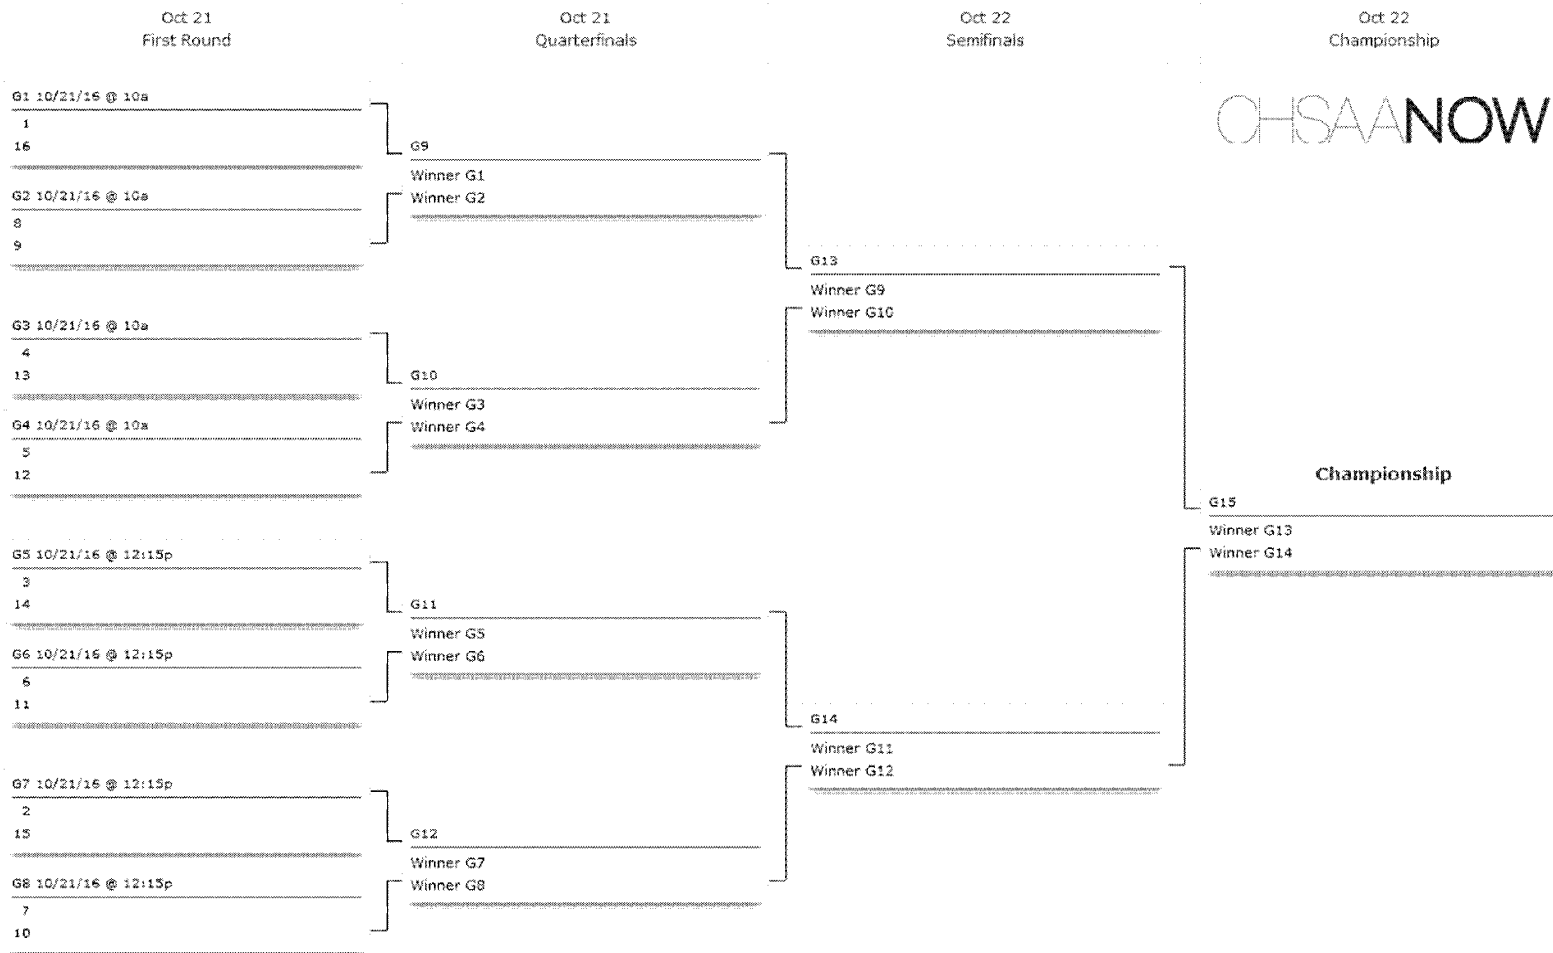 Oct 21
First Round
Oct 21
Quarterfinals
Oct 22
Semifinals
Oct 22
Championship
CHSAANOW
G1 10/21/16 @ 10a
1
16
G2 10/21/16 @ 10a
8
9
G3 10/21/16 @ 10a
4
13
G4 10/21/16 @ 10a
5
12
G5 10/21/16 @ 12:15p
3
14
G6 10/21/16 @ 12:15p
6
11
G7 10/21/16 @ 12:15p
2
15
G8 10/21/16 @ 12:15p
7
10
G9
Winner G1
Winner G2
G10
Winner G3
Winner G4
G11
Winner G5
Winner G6
G12
Winner G7
Winner G8
G13
Winner G9
Winner G10
G14
Winner G11
Winner G12
Championship
G15
Winner G13
Winner G14